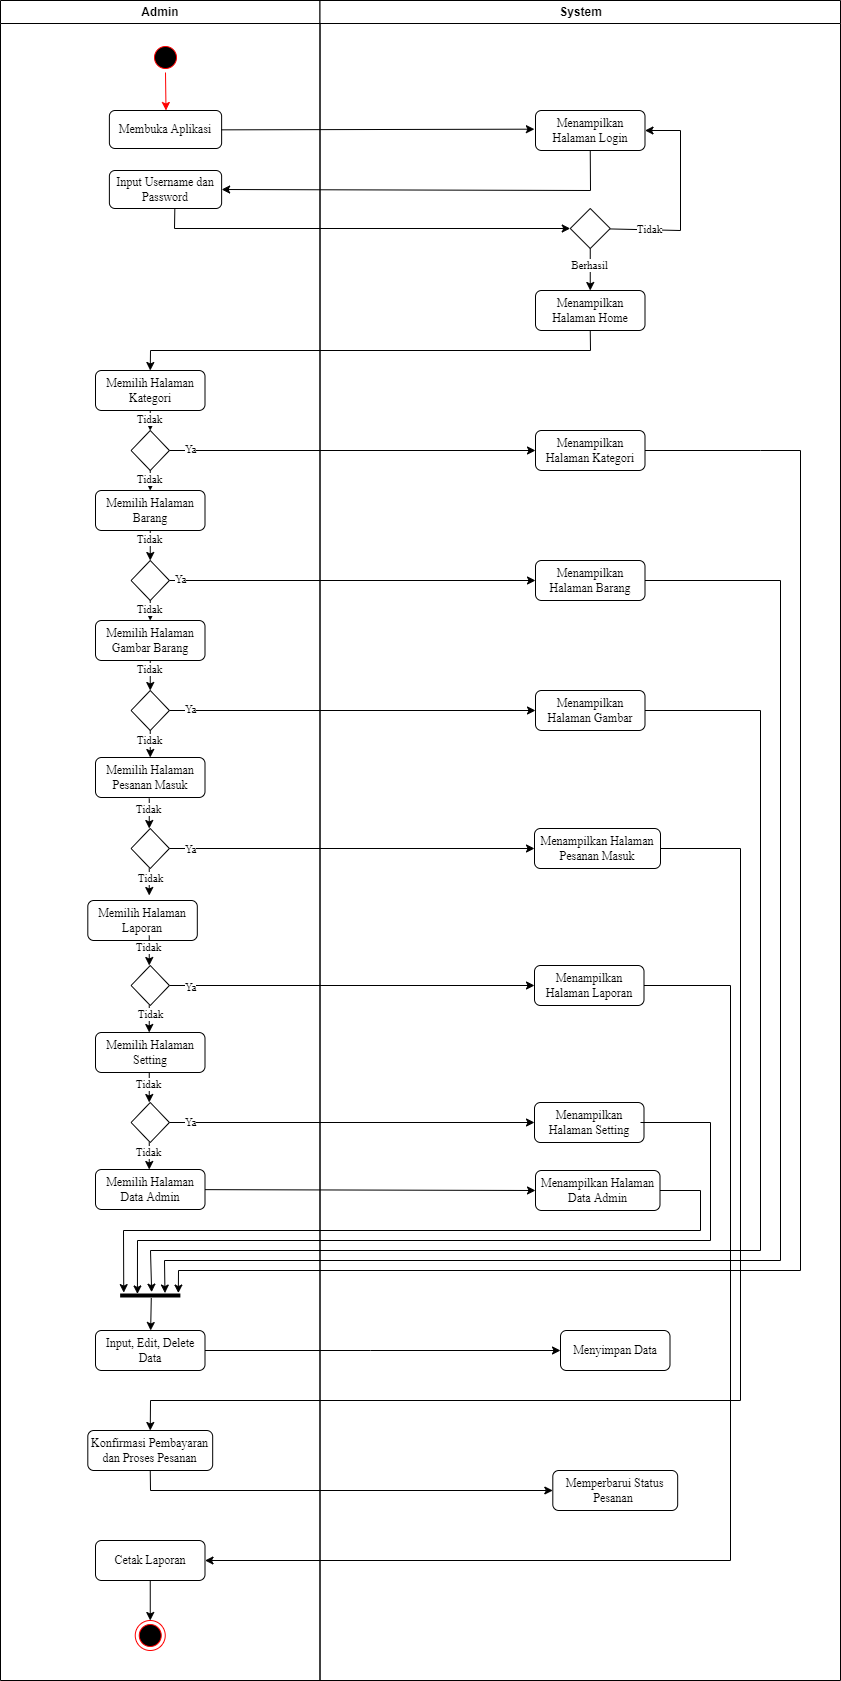 Admin
System
Membuka Aplikasi
Menampilkan
Halaman Login
Input Username dan
Password
Tidak
Berhasil
Menampilkan
Halaman Home
Memilih Halaman
Kategori
Tidak
Ya
Menampilkan
Halaman Kategori
Tidak
Memilih Halaman
Barang
Tidak
Ya
Menampilkan
Halaman Barang
Tidak
Memilih Halaman
Gambar Barang
Tidak
Ya
Menampilkan
Halaman Gambar
Tidak
Memilih Halaman
Pesanan Masuk
Tidak
Ya
Menampilkan Halaman
Pesanan Masuk
Tidak
Memilih Halaman
Laporan
Tidak
Ya
Menampilkan
Halaman Laporan
Tidak
Memilih Halaman
Setting
Tidak
Ya
Menampilkan
Halaman Setting
Tidak
Memilih Halaman
Data Admin
Menampilkan Halaman
Data Admin
Input, Edit, Delete
Data
Menyimpan Data
Konfirmasi Pembayaran
dan Proses Pesanan
Memperbarui Status
Pesanan
Cetak Laporan